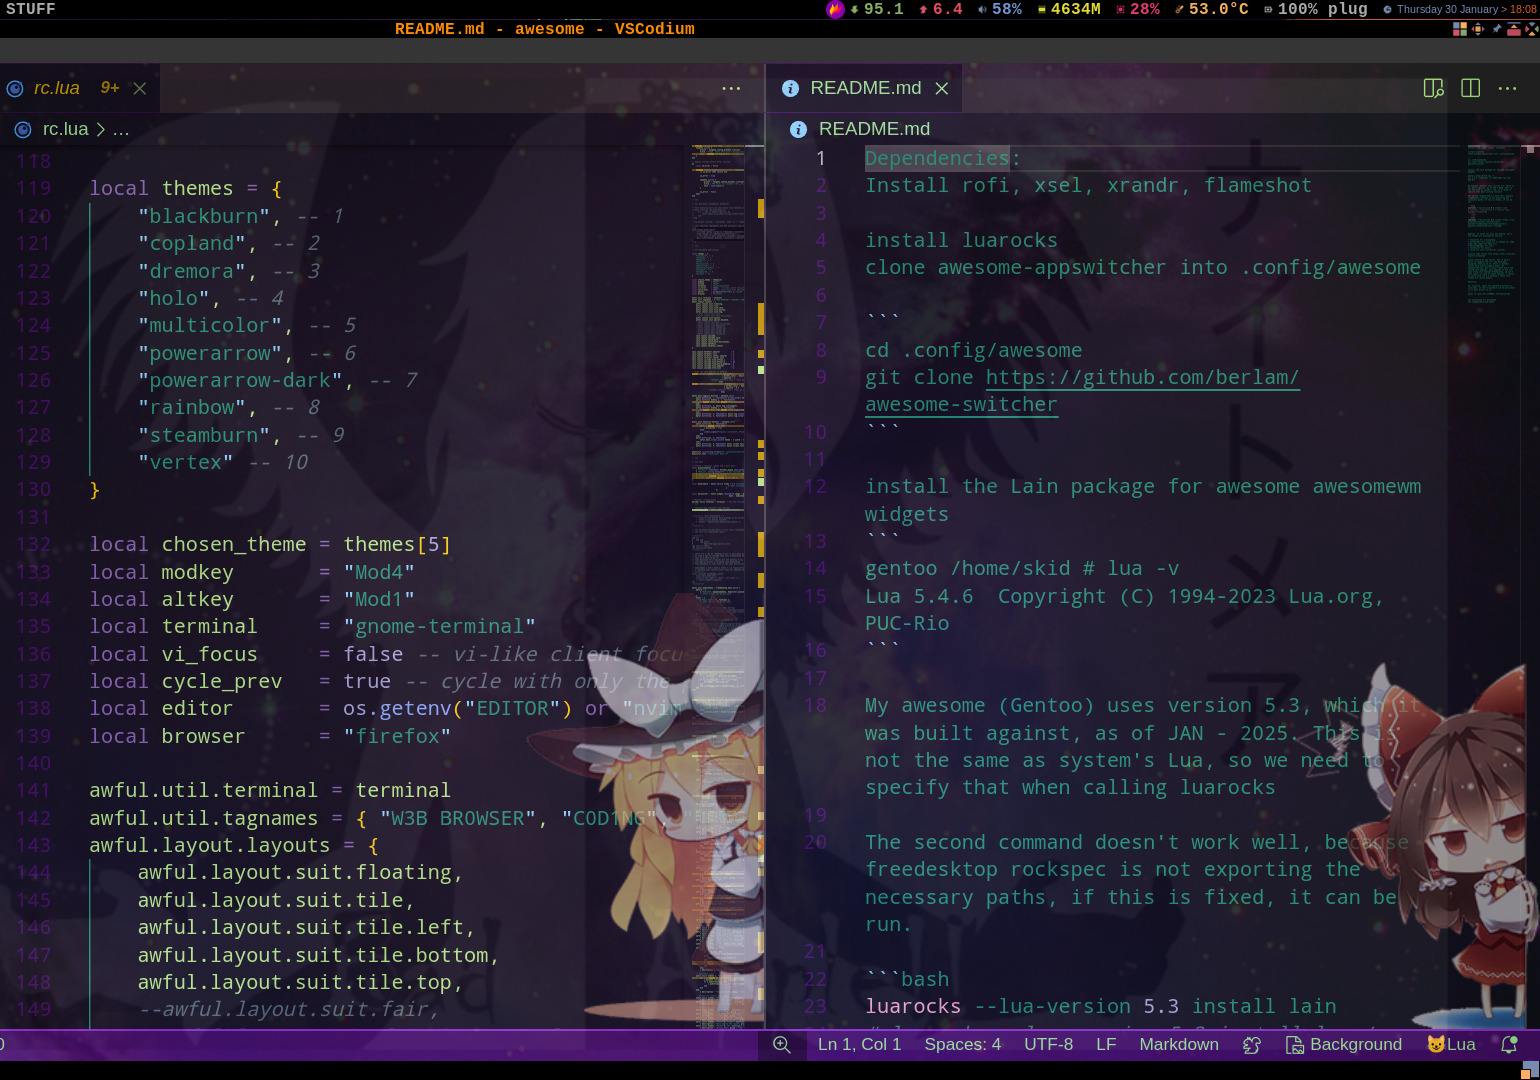 STUFF
95.1 6.4 58% 4634M 28% 53.0°C 100% plug Thursday 30 January > 18:08
README.md - awesome - VSCodium
rc.lua 9+
rc.lua > ...
118
119 local themes = {
120 "blackburn", -- 1
121 "copland", -- 2
122 "dremora", -- 3
123 "holo", -- 4
124 "multicolor", -- 5
125 "powerarrow", -- 6
126 "powerarrow-dark", -- 7
127 "rainbow", -- 8
128 "steamburn", -- 9
129 "vertex" -- 10
130 }
131
132 local chosen_theme = themes[5]
133 local modkey = "Mod4"
134 local altkey = "Mod1"
135 local terminal = "gnome-terminal"
136 local vi_focus = false -- vi-like client focu
137 local cycle_prev = true -- cycle with only the
138 local editor = os.getenv("EDITOR") or "nvim
139 local browser = "firefox"
140
141 awful.util.terminal = terminal
142 awful.util.tagnames = { "W3B BR0WSER", "C0D1NG",
143 awful.layout.layouts = {
144 awful.layout.suit.floating,
145 awful.layout.suit.tile,
146 awful.layout.suit.tile.left,
147 awful.layout.suit.tile.bottom,
148 awful.layout.suit.tile.top,
149 --awful.layout.suit.fair,
README.md
README.md
1 Dependencies:
2 Install rofi, xsel, xrandr, flameshot
3
4 install luarocks
5 clone awesome-appswitcher into .config/awesome
6
7 ```
8 cd .config/awesome
9 git clone https://github.com/berlam/
awesome-switcher
10 ```
11
12 install the Lain package for awesome awesomewm
widgets
13 ```
14 gentoo /home/skid # lua -v
15 Lua 5.4.6  Copyright (C) 1994-2023 Lua.org,
PUC-Rio
16 ```
17
18 My awesome (Gentoo) uses version 5.3, which it
was built against, as of JAN - 2025. This is
not the same as system's Lua, so we need to
specify that when calling luarocks
19
20 The second command doesn't work well, because
freedesktop rockspec is not exporting the
necessary paths, if this is fixed, it can be
run.
21
22 ```bash
23 luarocks --lua-version 5.3 install lain
ナイトメア
Ln 1, Col 1 Spaces: 4 UTF-8 LF Markdown Background Lua